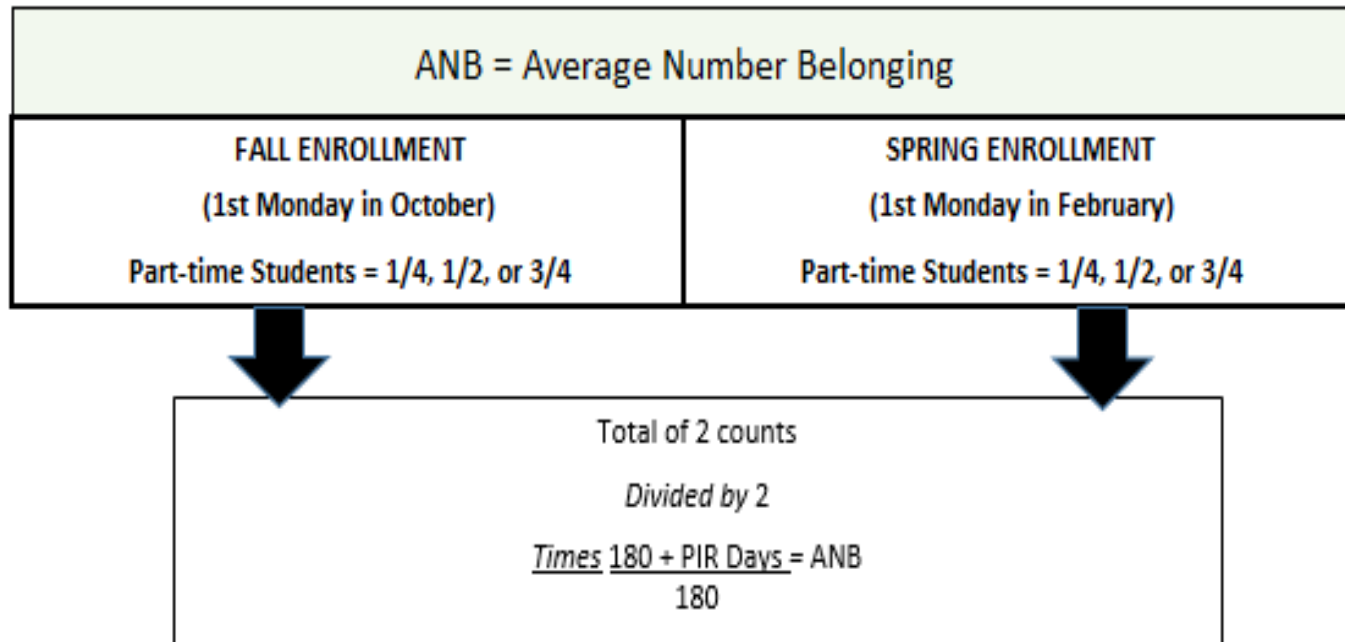 ANB = Average Number Belonging
FALL ENROLLMENT
(1st Monday in October)
Part-time Students = 1/4, 1/2, or 3/4
SPRING ENROLLMENT
(1st Monday in February)
Part-time Students = 1/4, 1/2, or 3/4
Total of 2 counts
Divided by 2
Times 180 + PIR Days = ANB
180